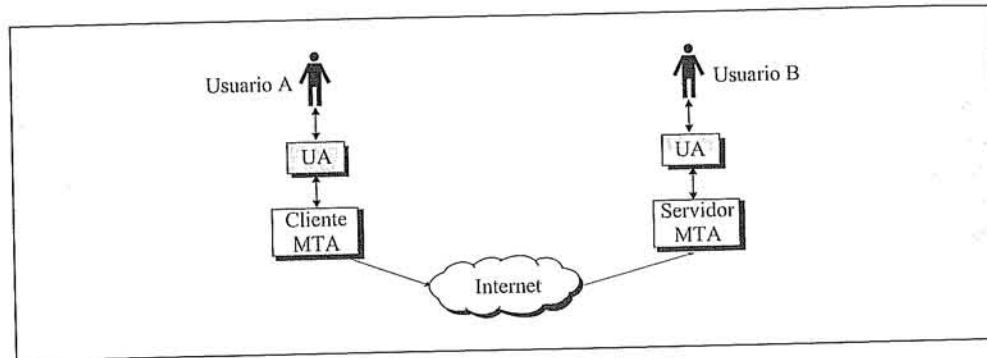 Usuario A
Usuario B
UA
UA
Cliente
MTA
Servidor
MTA
Internet